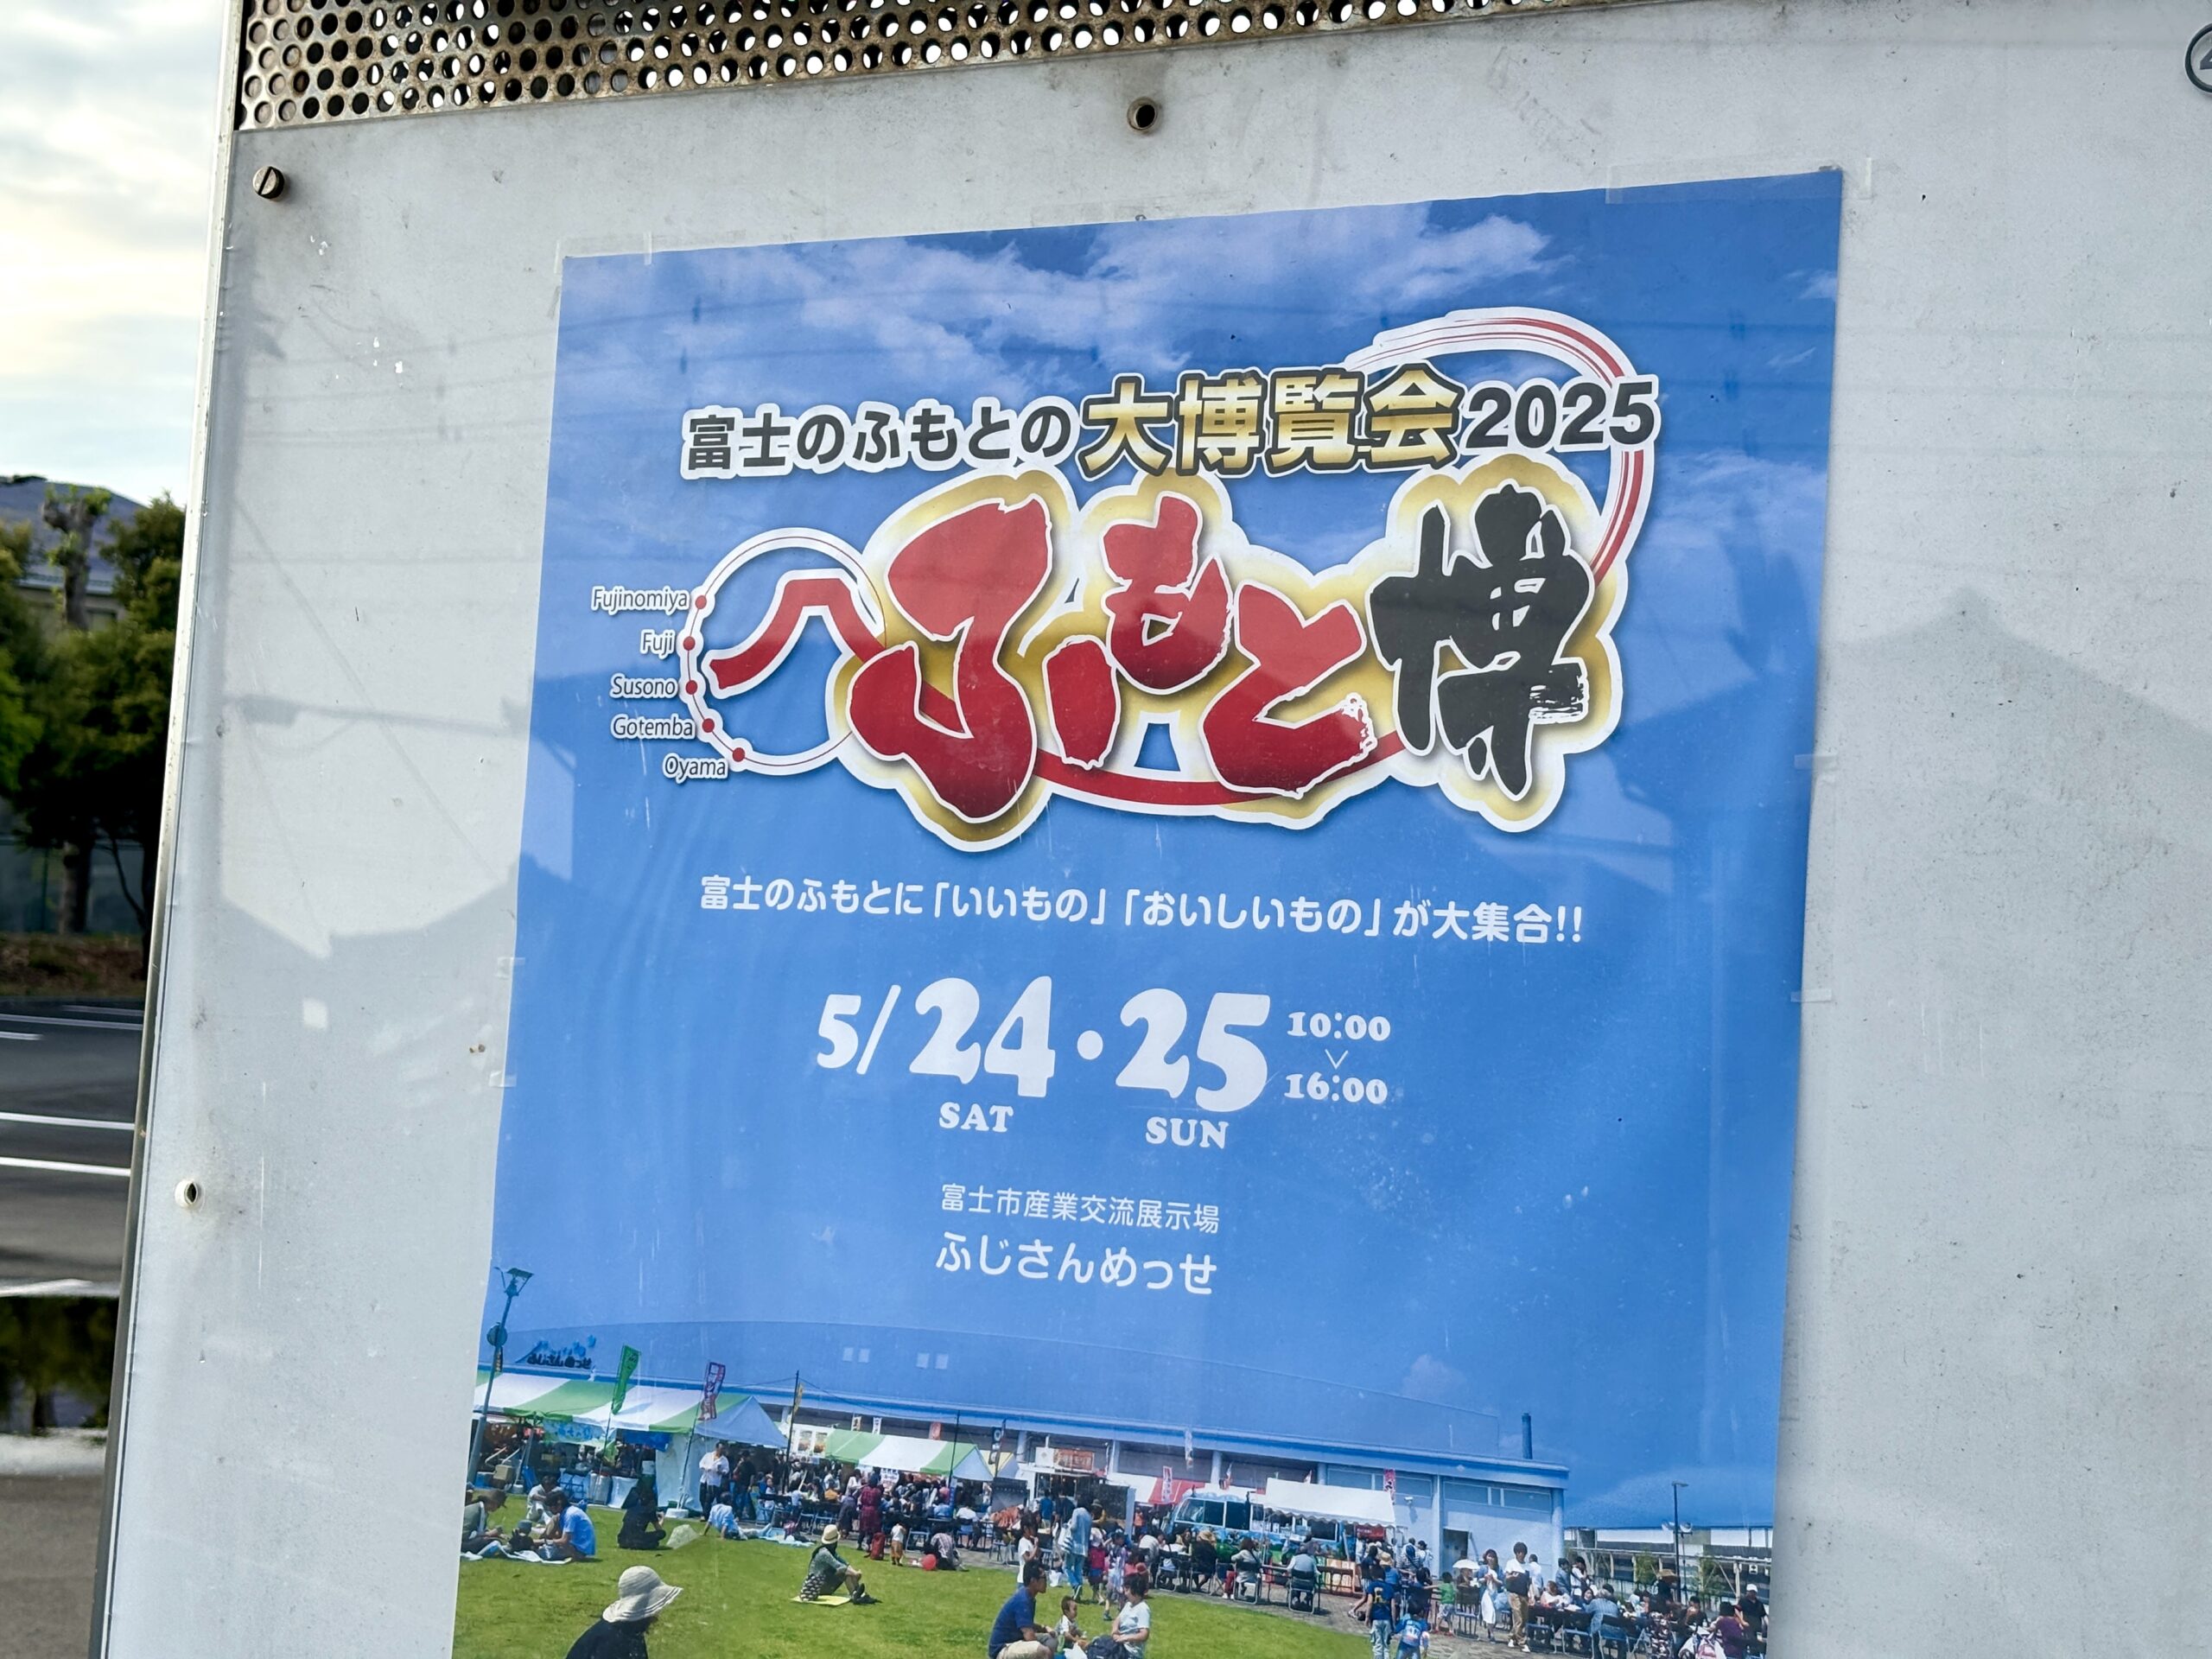 富士のふもとの大博覧会2025
ふもと博
Fujinomiya
Fuji
Susono
Gotemba
Oyama
富士のふもとに「いいもの」「おいしいもの」が大集合!!
5/24・25 10:00
16:00
SAT SUN
富士市産業交流展示場
ふじさんめっせ